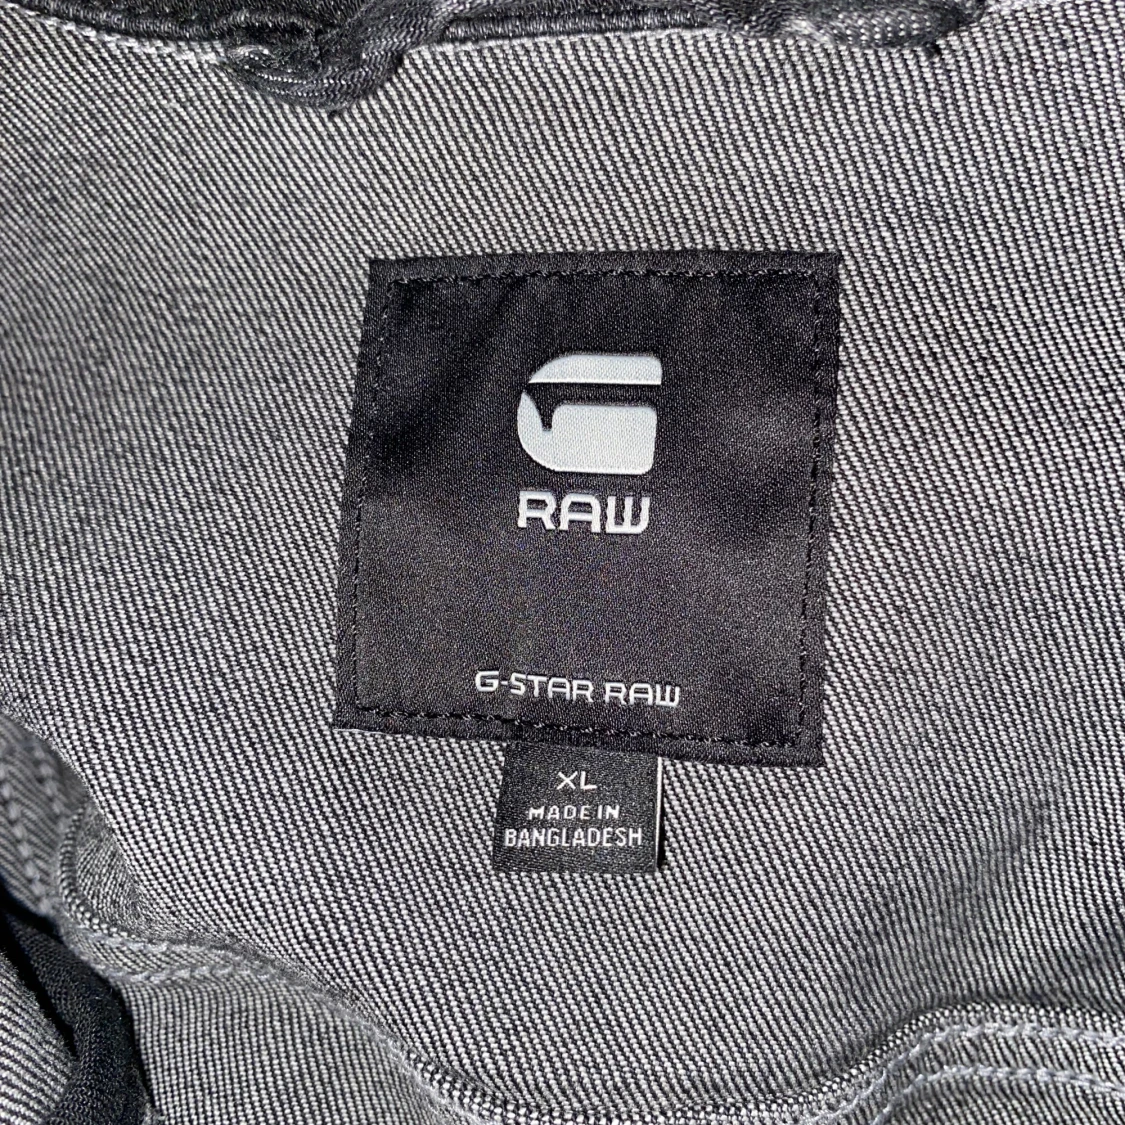 G
RAW
G-STAR RAW
XL
MADE IN
BANGLADESH